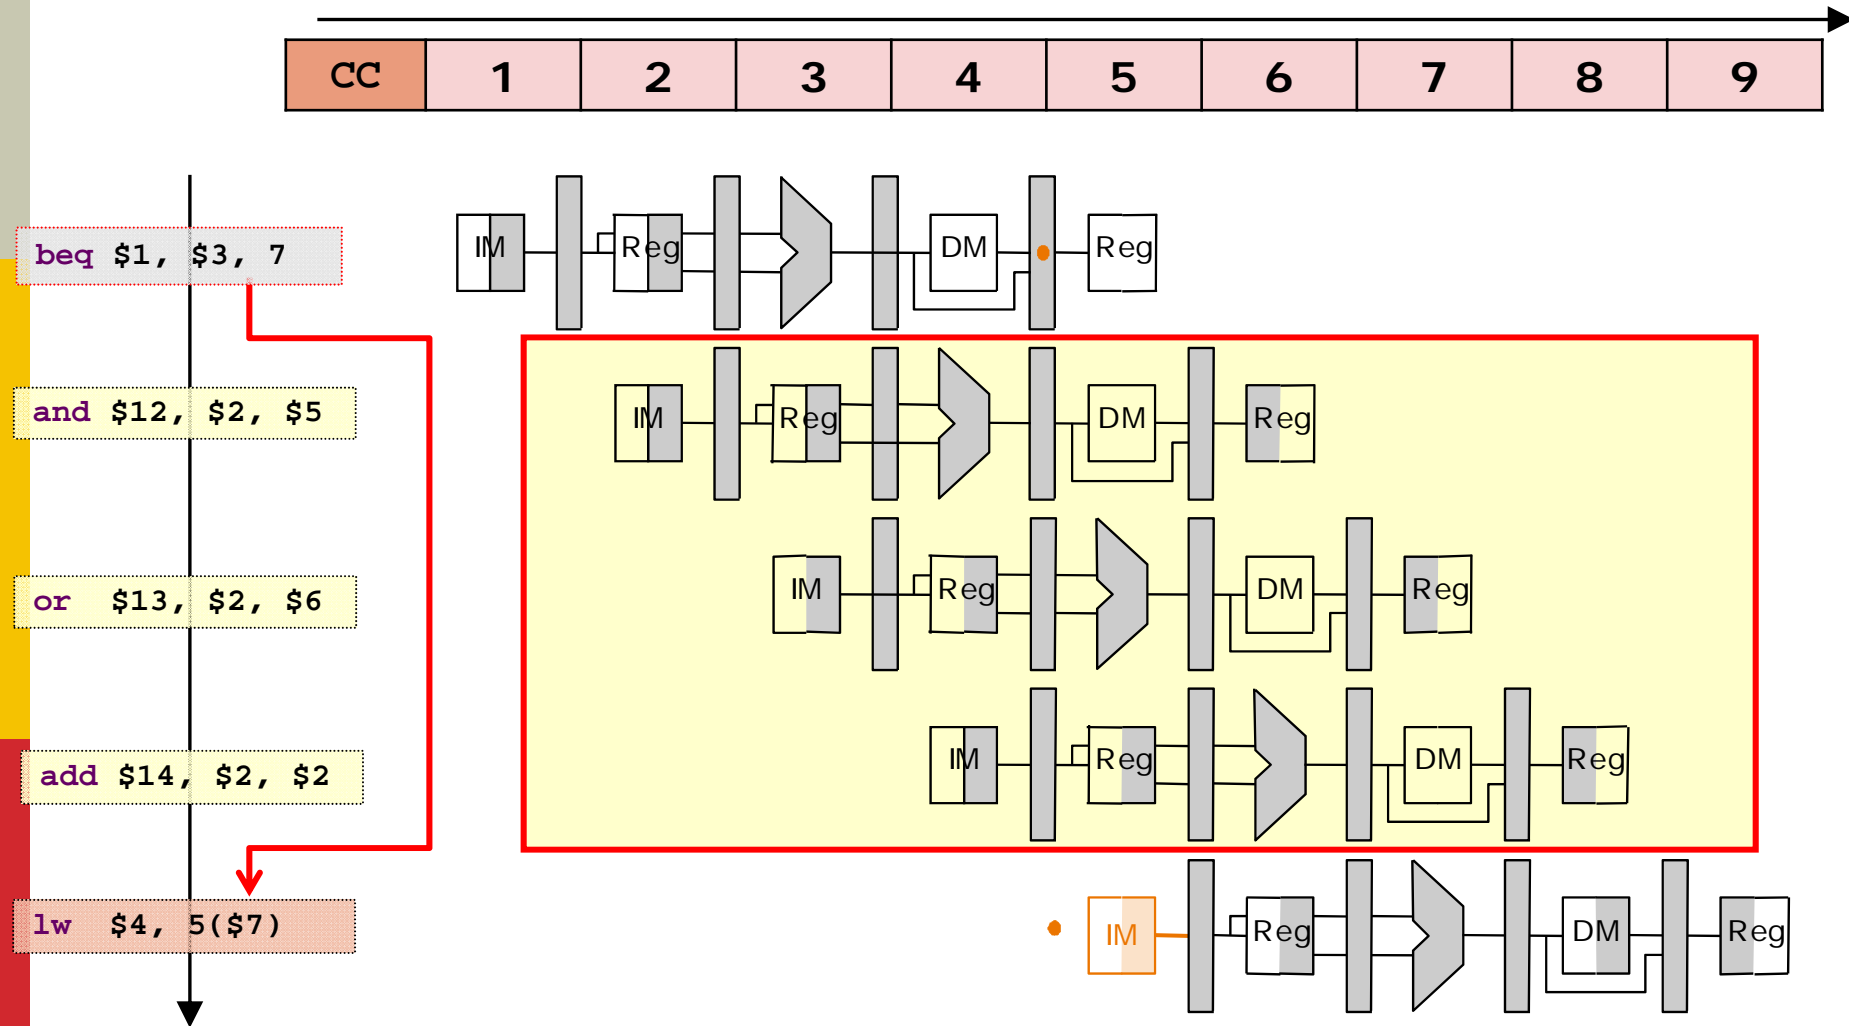 CC 1 2 3 4 5 6 7 8 9
beq $1, $3, 7 IM Reg DM Reg
and $12, $2, $5 IM Reg DM Reg
or $13, $2, $6 IM Reg DM Reg
add $14, $2, $2 IM Reg DM Reg
lw $4, 5($7) IM Reg DM Reg